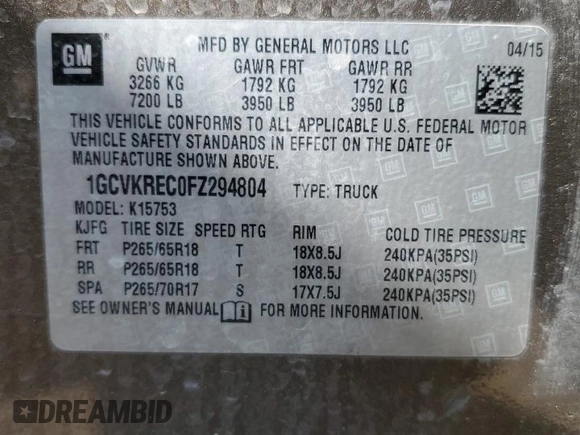 GM
MFD BY GENERAL MOTORS LLC 04/15
GVWR GAWR FRT GAWR RR
3266 KG 1792 KG 1792 KG
7200 LB 3950 LB 3950 LB
THIS VEHICLE CONFORMS TO ALL APPLICABLE U.S. FEDERAL MOTOR
VEHICLE SAFETY STANDARDS IN EFFECT ON THE DATE OF
MANUFACTURE SHOWN ABOVE.
1GCVKREC0FZ294804 TYPE: TRUCK
MODEL: K15753
KJFG TIRE SIZE SPEED RTG RIM COLD TIRE PRESSURE
FRT P265/65R18 T 18X8.5J 240KPA(35PSI)
RR P265/65R18 T 18X8.5J 240KPA(35PSI)
SPA P265/70R17 S 17X7.5J 240KPA(35PSI)
SEE OWNER'S MANUAL FOR MORE INFORMATION.
DREAMBID